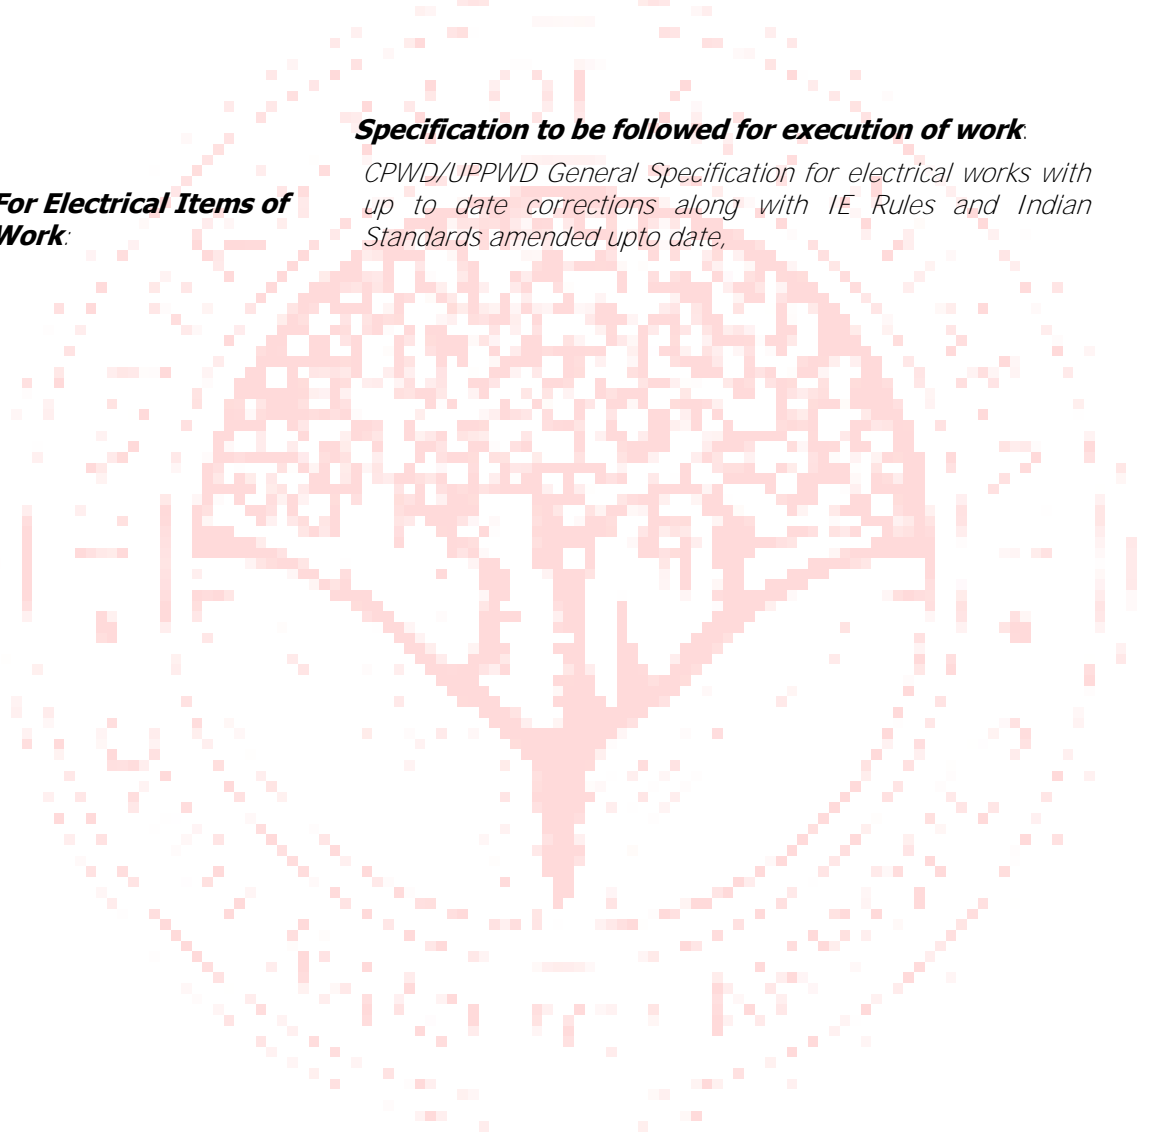 Specification to be followed for execution of work:
CPWD/UPPWD General Specification for electrical works with
For Electrical Items of
up to date corrections along with IE Rules and Indian
Work:
Standards amended upto date,